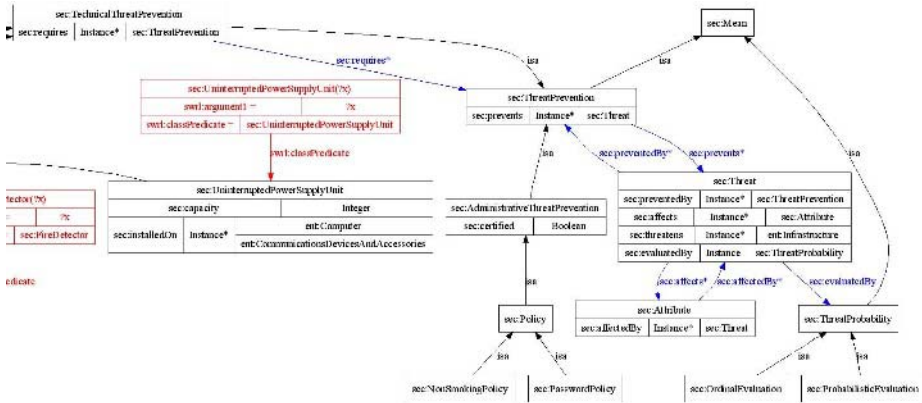 sec:TechnicalThreatPrevention
sec:requires Instance* sec:ThreatPrevention
sec:Mean
isa
isa
sec:requires*
sec:UninterruptedPowerSupplyUnit(?x)
swrl:argument1 = ?x
swrl:classPredicate = sec:UninterruptedPowerSupplyUnit
sec:ThreatPrevention
sec:prevents Instance* sec:Threat
swrl:classPredicate
isa
sec:preventedBy*
sec:prevents*
isa
sec:UninterruptedPowerSupplyUnit
sec:capacity Integer
sec:installedOn Instance* ent:Computer
ent:CommunicationsDevicesAndAccessories
etector(?x)
= ?x
sec:FireDetector
edicate
sec:AdministrativeThreatPrevention
sec:certified Boolean
sec:Threat
sec:preventedBy Instance* sec:ThreatPrevention
sec:affects Instance* sec:Attribute
sec:threatens Instance* ent:Infrastructure
sec:evaluatedBy Instance sec:ThreatProbability
isa
sec:affects*
sec:affectedBy*
sec:evaluatedBy
sec:Policy
sec:Attribute
sec:affectedBy Instance* sec:Threat
sec:ThreatProbability
isa
isa
isa
isa
sec:NonSmokingPolicy
sec:PasswordPolicy
sec:OrdinalEvaluation
sec:ProbabilisticEvaluation